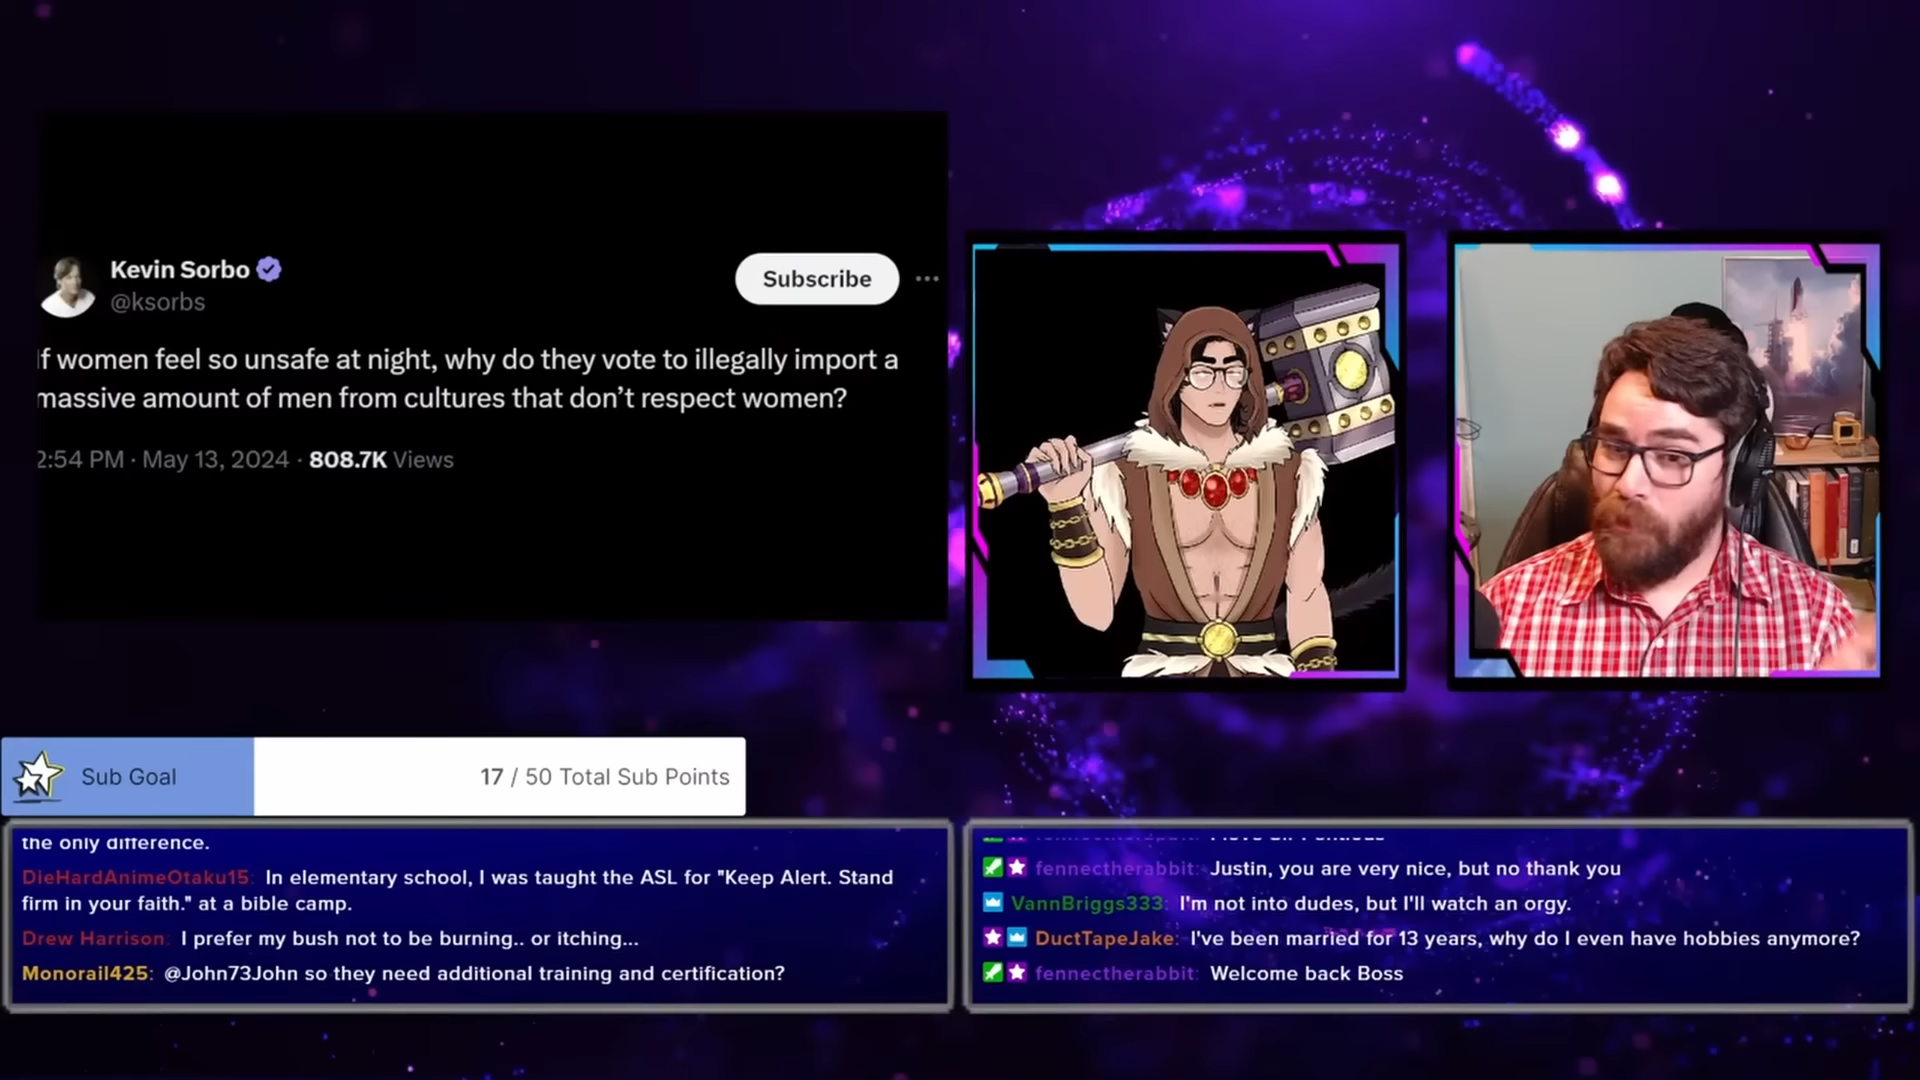 Kevin Sorbo
@ksorbs
Subscribe
If women feel so unsafe at night, why do they vote to illegally import a
massive amount of men from cultures that don’t respect women?
2:54 PM · May 13, 2024 · 808.7K Views
Sub Goal
17 / 50 Total Sub Points
the only difference.
DieHardAnimeOtaku15: In elementary school, I was taught the ASL for "Keep Alert. Stand
firm in your faith." at a bible camp.
Drew Harrison: I prefer my bush not to be burning.. or itching...
Monorail425: @John73John so they need additional training and certification?
fennectherabbit: Justin, you are very nice, but no thank you
VannBriggs333: I'm not into dudes, but I'll watch an orgy.
DuctTapeJake: I've been married for 13 years, why do I even have hobbies anymore?
fennectherabbit: Welcome back Boss